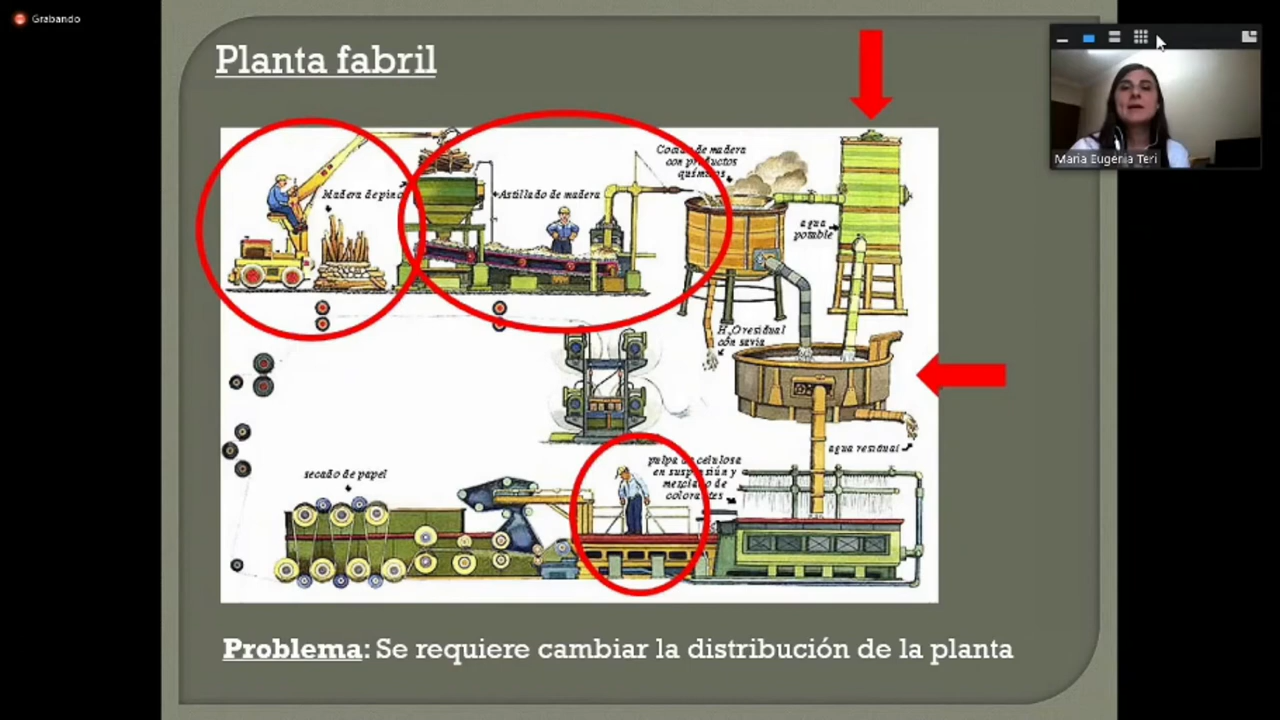 Grabando
Planta fabril
Maria Eugenia Teri
Madera de pino
Astillado de madera
Cocido de madera
con productos
químicos
agua
potable
H₂O residual
con savia
agua residual
pulpa de celulosa
en suspensión y
mezclado de
colorantes
secado de papel
Problema: Se requiere cambiar la distribución de la planta